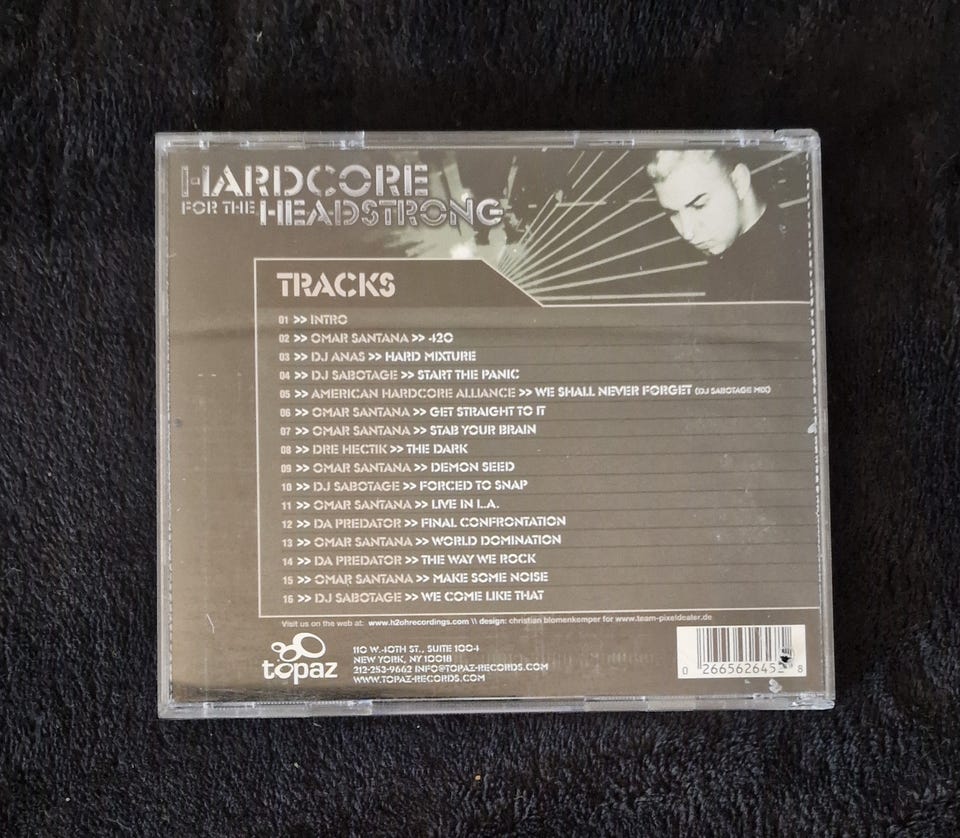 HARDCORE
FOR THE HEADSTRONG
TRACKS
01 >> INTRO
02 >> OMAR SANTANA >> 420
03 >> DJ ANAS >> HARD MIXTURE
04 >> DJ SABOTAGE >> START THE PANIC
05 >> AMERICAN HARDCORE ALLIANCE >> WE SHALL NEVER FORGET (DJ SABOTAGE MIX)
06 >> OMAR SANTANA >> GET STRAIGHT TO IT
07 >> OMAR SANTANA >> STAB YOUR BRAIN
08 >> DRE HECTIK >> THE DARK
09 >> OMAR SANTANA >> DEMON SEED
10 >> DJ SABOTAGE >> FORCED TO SNAP
11 >> OMAR SANTANA >> LIVE IN L.A.
12 >> DA PREDATOR >> FINAL CONFRONTATION
13 >> OMAR SANTANA >> WORLD DOMINATION
14 >> DA PREDATOR >> THE WAY WE ROCK
15 >> OMAR SANTANA >> MAKE SOME NOISE
16 >> DJ SABOTAGE >> WE COME LIKE THAT
Visit us on the web at: www.h2ohrecordings.com \\ design: christian blomenkemper for www.team-pixeldealer.de
topaz
110 W.40TH ST., SUITE 1004
NEW YORK, NY 10018
212-253-9662 INFO@TOPAZ-RECORDS.COM
WWW.TOPAZ-RECORDS.COM
0 2665626452 8